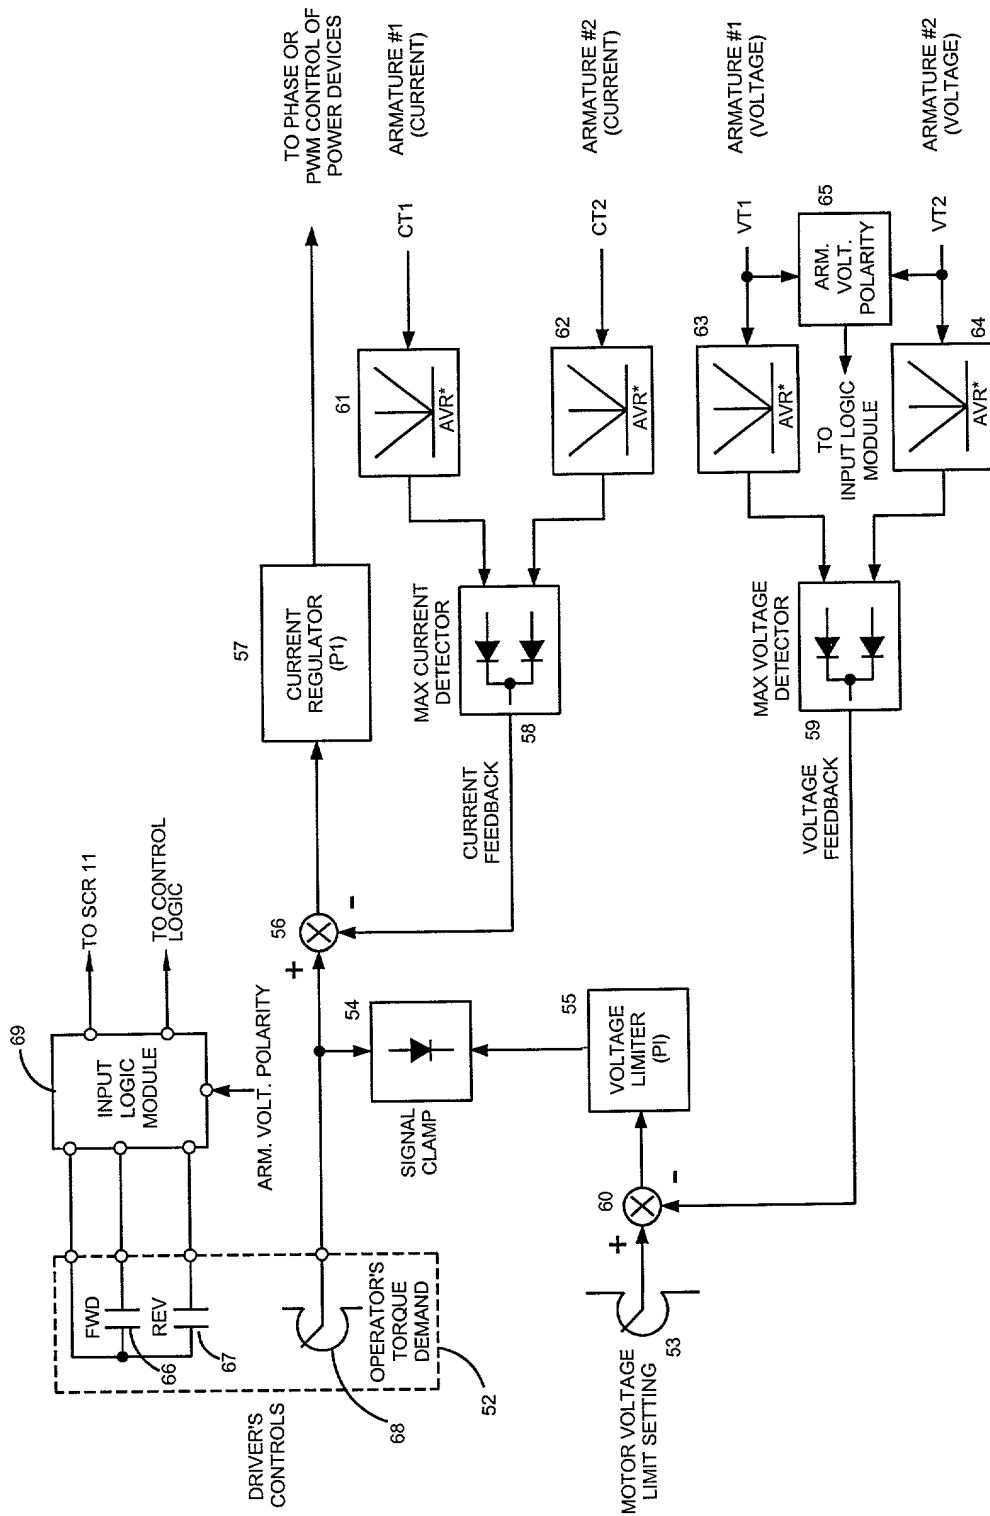 DRIVER'S
CONTROLS
52
FWD
66
REV
67
OPERATOR'S
TORQUE
DEMAND
68
69
INPUT
LOGIC
MODULE
TO SCR 11
TO CONTROL
LOGIC
ARM. VOLT. POLARITY
+
56
-
57
CURRENT
REGULATOR
(P1)
TO PHASE OR
PWM CONTROL OF
POWER DEVICES
54
SIGNAL
CLAMP
55
VOLTAGE
LIMITER
(PI)
MOTOR VOLTAGE
LIMIT SETTING
53
+
60
-
CURRENT
FEEDBACK
MAX CURRENT
DETECTOR
58
61
AVR*
CT1
ARMATURE #1
(CURRENT)
62
AVR*
CT2
ARMATURE #2
(CURRENT)
VOLTAGE
FEEDBACK
MAX VOLTAGE
DETECTOR
59
63
AVR*
VT1
ARMATURE #1
(VOLTAGE)
65
ARM.
VOLT.
POLARITY
TO
INPUT LOGIC
MODULE
64
AVR*
VT2
ARMATURE #2
(VOLTAGE)